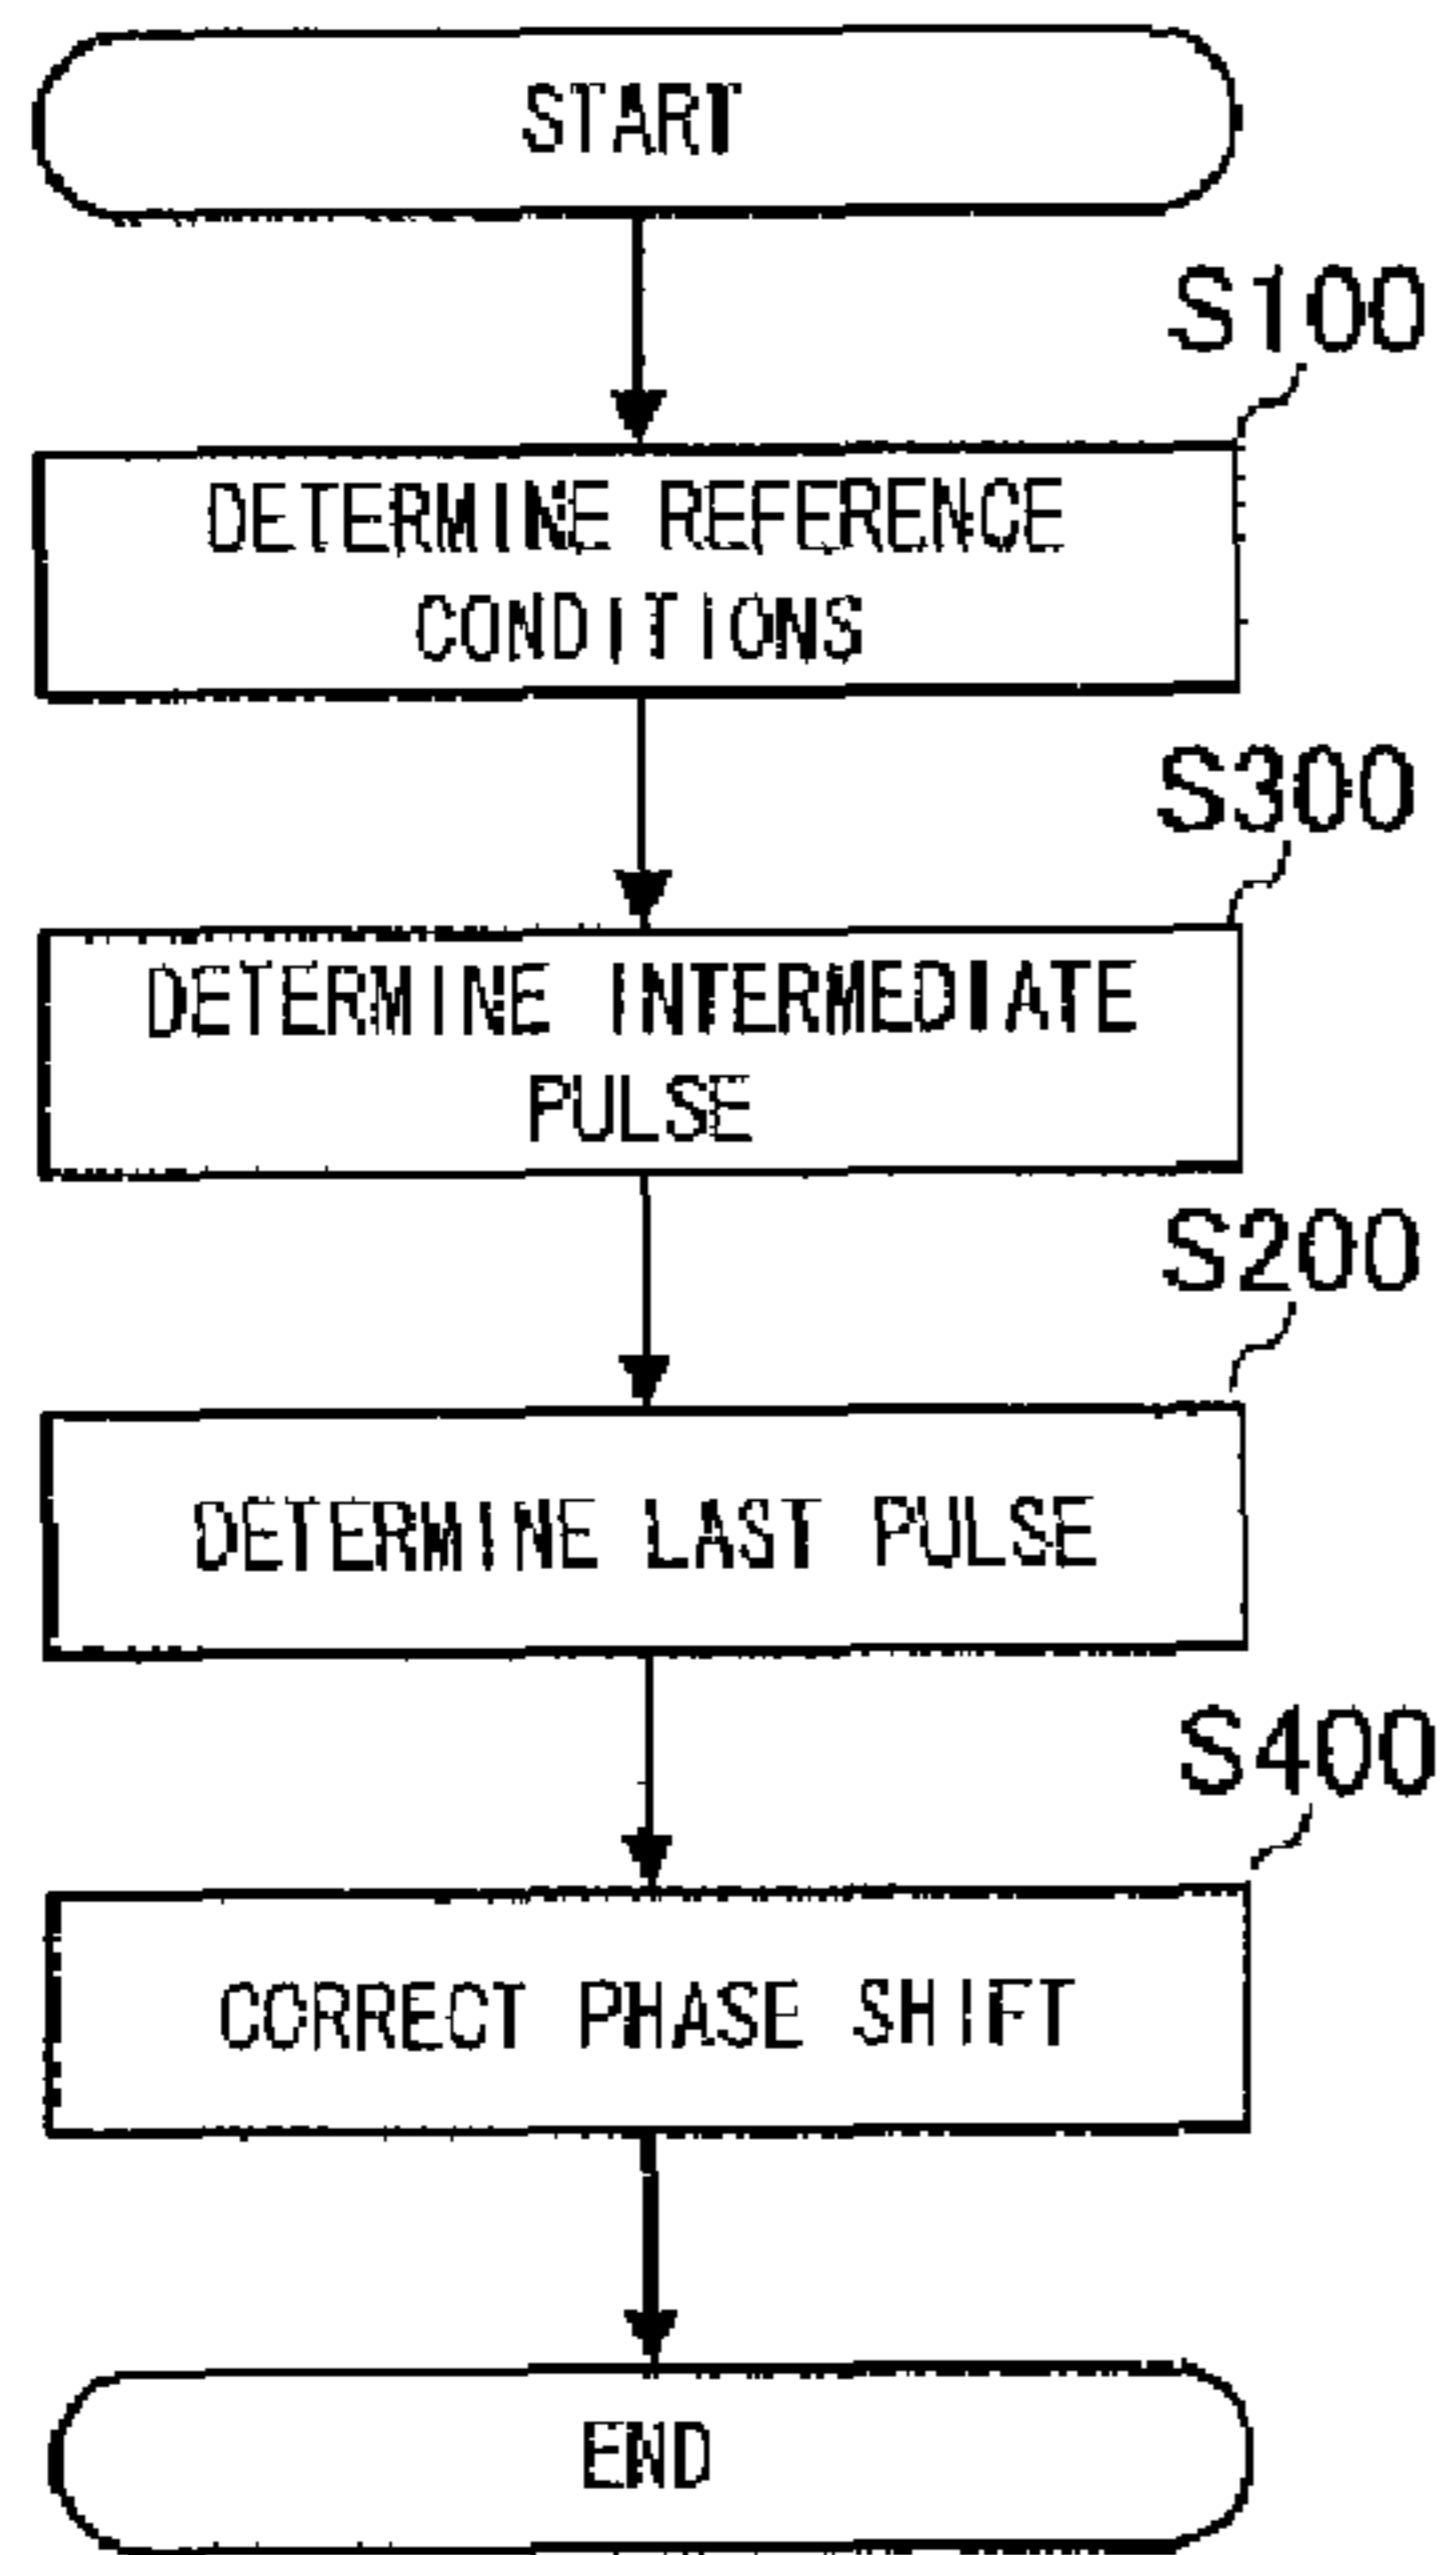 START
S100
DETERMINE REFERENCE
CONDITIONS
S300
DETERMINE INTERMEDIATE
PULSE
S200
DETERMINE LAST PULSE
S400
CORRECT PHASE SHIFT
END